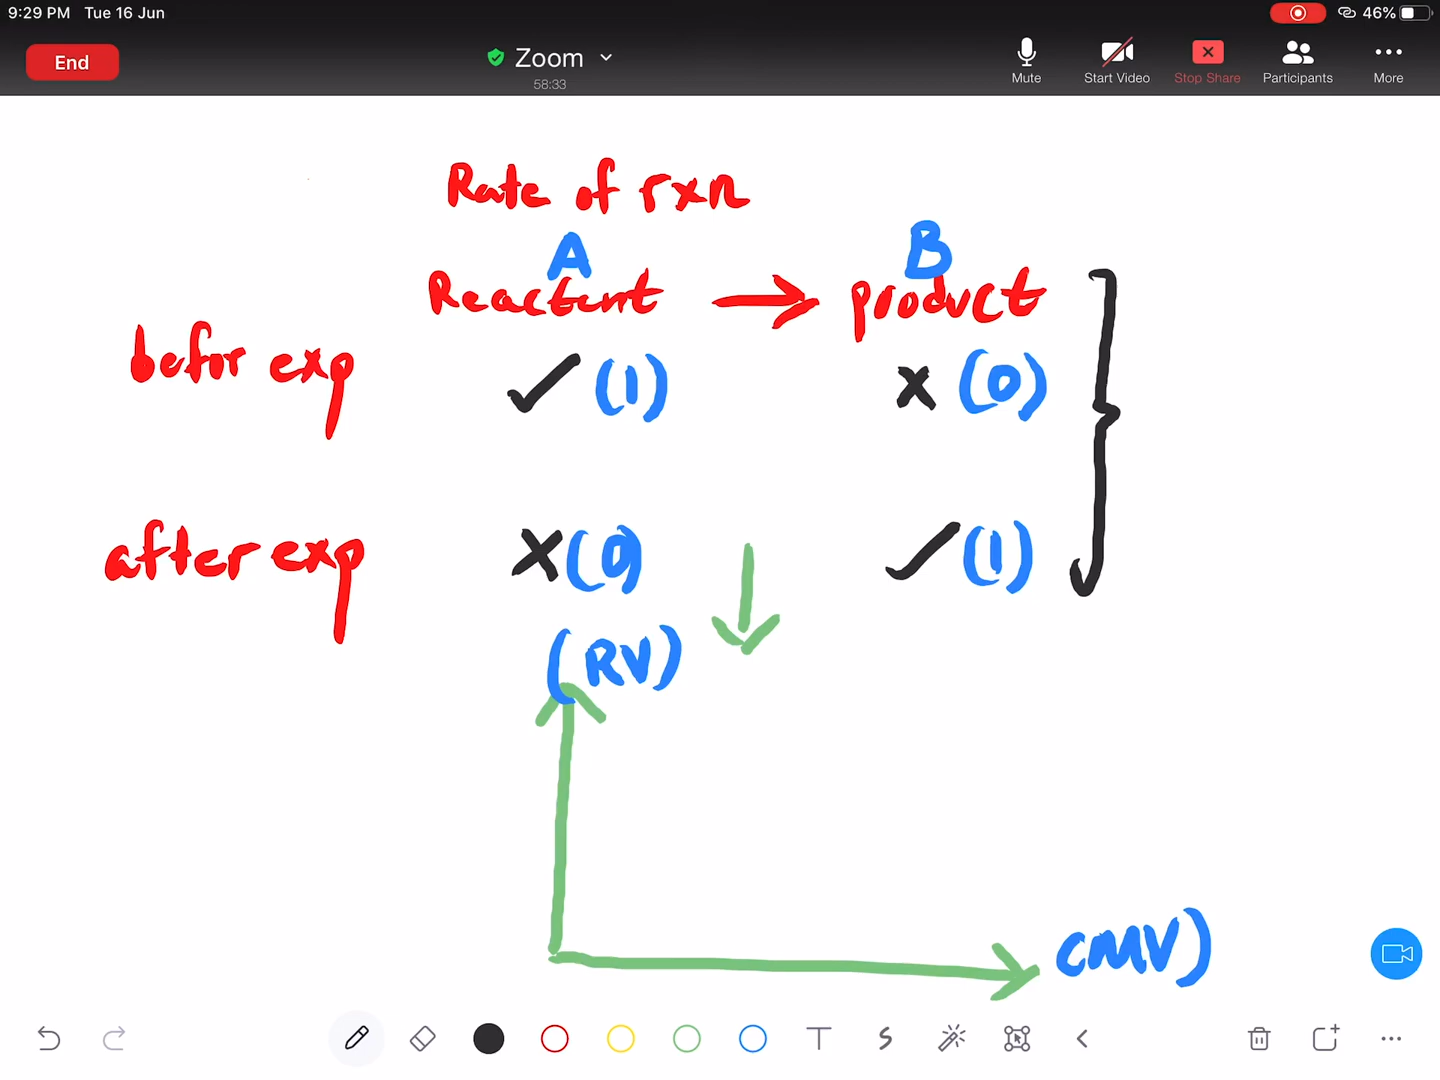 9:29 PM Tue 16 Jun 46%
End
Zoom
58:33
Mute
Start Video
Stop Share
Participants
More
Rate of rxn
A B
Reactant → product
befor exp ✓ (1) x (0)
after exp x (0) ✓ (1)
(RV)
(MV)
T